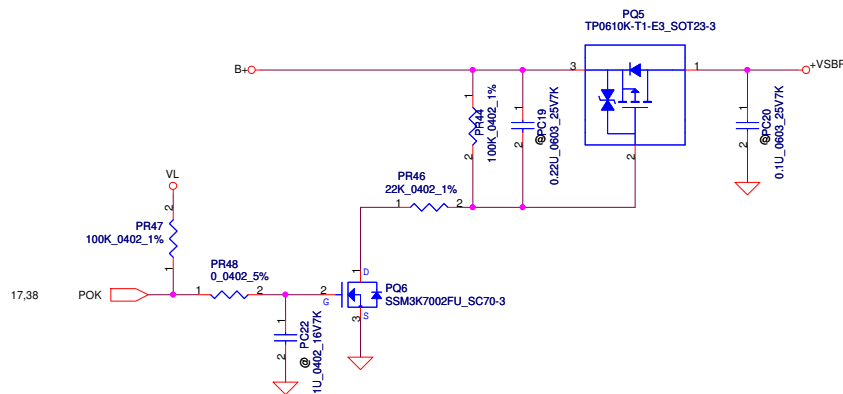 PQ5
TP0610K-T1-E3_SOT23-3
B+
3
1
+VSBP
1
2
PR44
100K_0402_1%
1
2
@PC19
0.22U_0603_25V7K
2
1
2
@PC20
0.1U_0603_25V7K
VL
PR46
22K_0402_1%
1
2
2
PR47
100K_0402_1%
1
PR48
0_0402_5%
17,38
POK
1
2
2
G
1
D
3
S
PQ6
SSM3K7002FU_SC70-3
1
2
@ PC22
1U_0402_16V7K